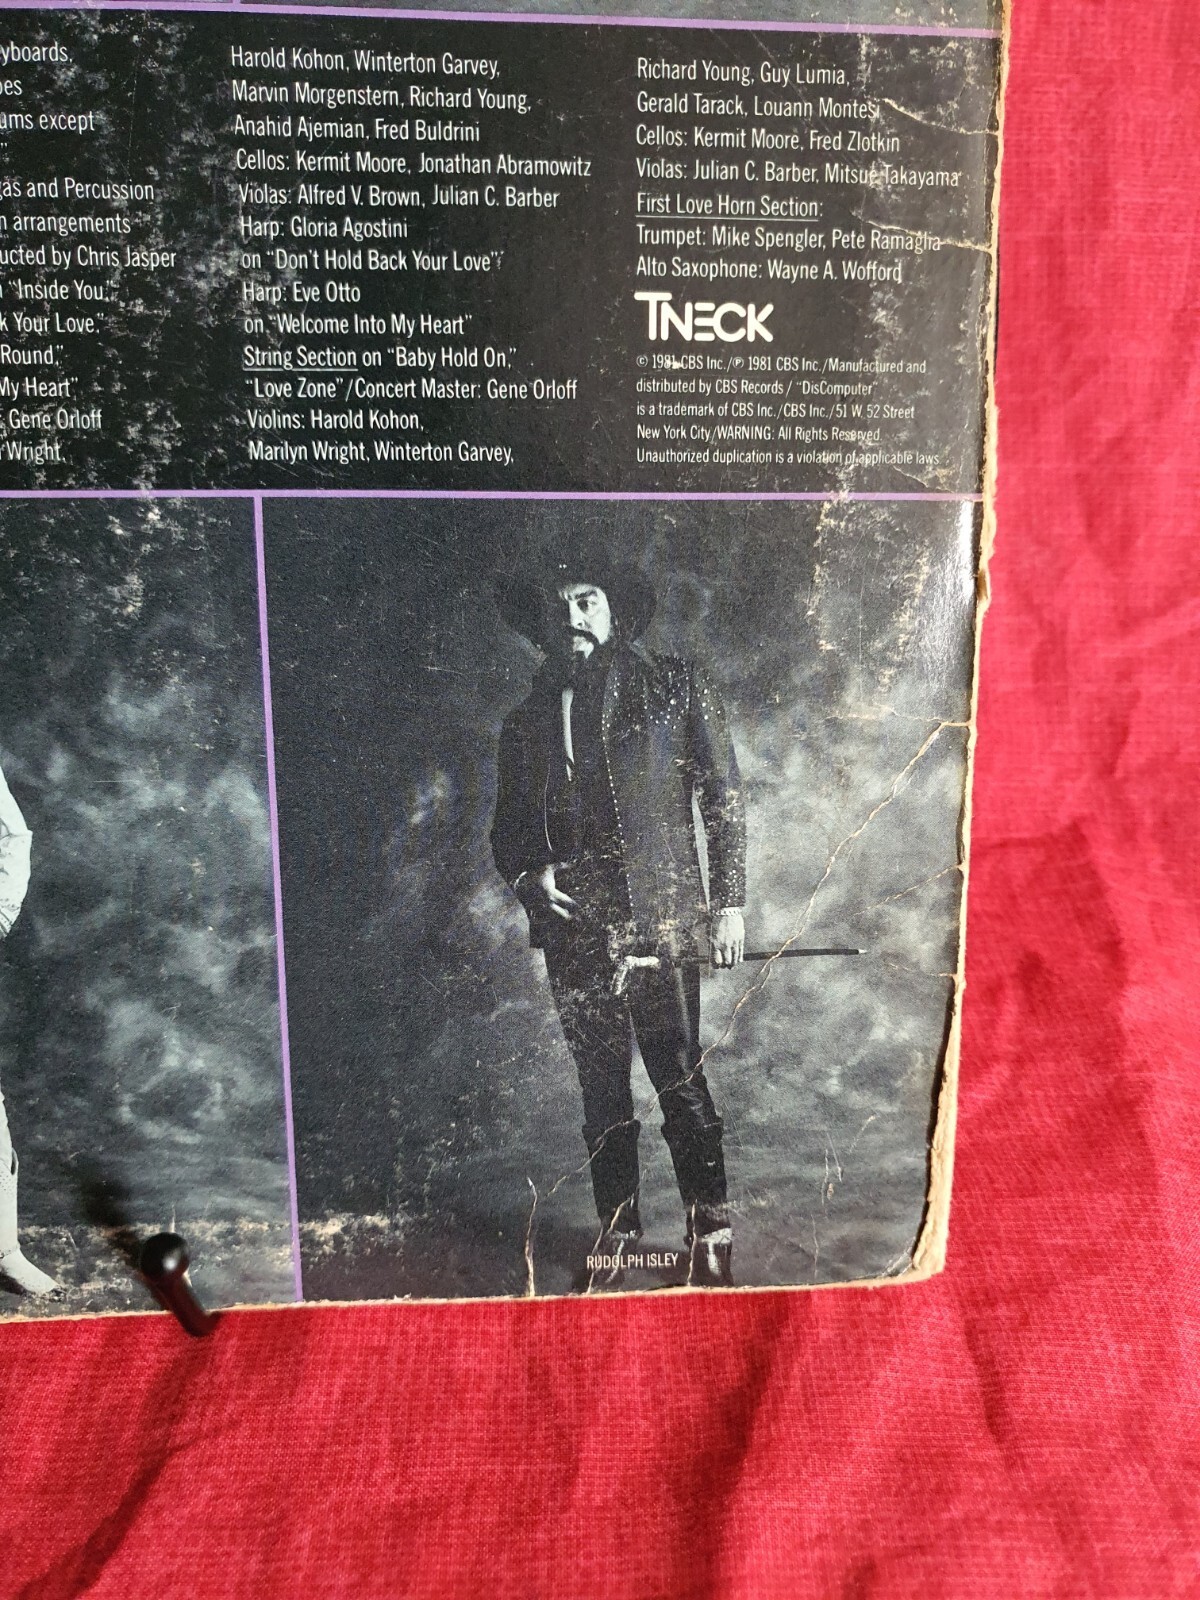 yboards,
ums except
"
as and Percussion
n arrangements
ucted by Chris Jasper
"Inside You."
k Your Love."
Round,"
My Heart"
Gene Orloff
Wright,
Harold Kohon, Winterton Garvey,
Marvin Morgenstern, Richard Young,
Anahid Ajemian, Fred Buldrini
Cellos: Kermit Moore, Jonathan Abramowitz
Violas: Alfred V. Brown, Julian C. Barber
Harp: Gloria Agostini
on "Don't Hold Back Your Love"
Harp: Eve Otto
on "Welcome Into My Heart"
String Section on "Baby Hold On,"
"Love Zone"/Concert Master: Gene Orloff
Violins: Harold Kohon,
Marilyn Wright, Winterton Garvey,
Richard Young, Guy Lumia,
Gerald Tarack, Louann Montesi
Cellos: Kermit Moore, Fred Zlotkin
Violas: Julian C. Barber, Mitsue Takayama
First Love Horn Section:
Trumpet: Mike Spengler, Pete Ramaglia
Alto Saxophone: Wayne A. Wofford
TNECK
© 1981 CBS Inc./℗ 1981 CBS Inc./Manufactured and
distributed by CBS Records / "DisComputer"
is a trademark of CBS Inc./CBS Inc./51 W. 52 Street
New York City/WARNING: All Rights Reserved.
Unauthorized duplication is a violation of applicable laws.
RUDOLPH ISLEY